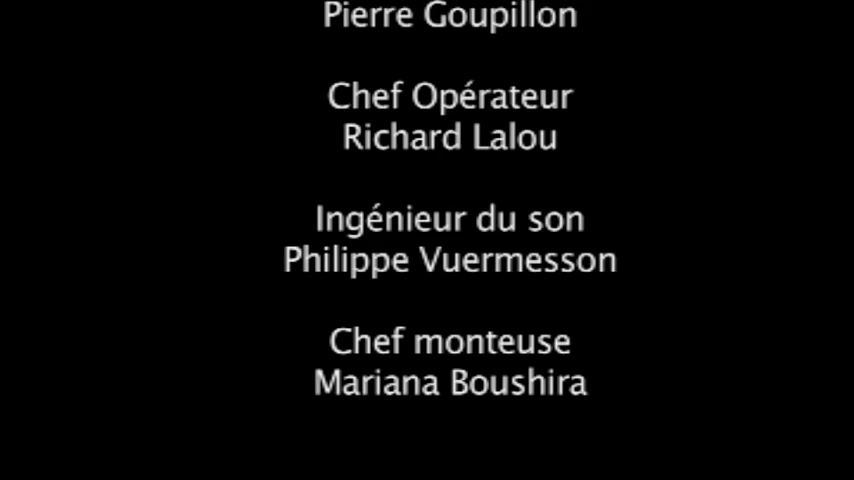 Pierre Goupillon
Chef Opérateur
Richard Lalou
Ingénieur du son
Philippe Vuermesson
Chef monteuse
Mariana Boushira